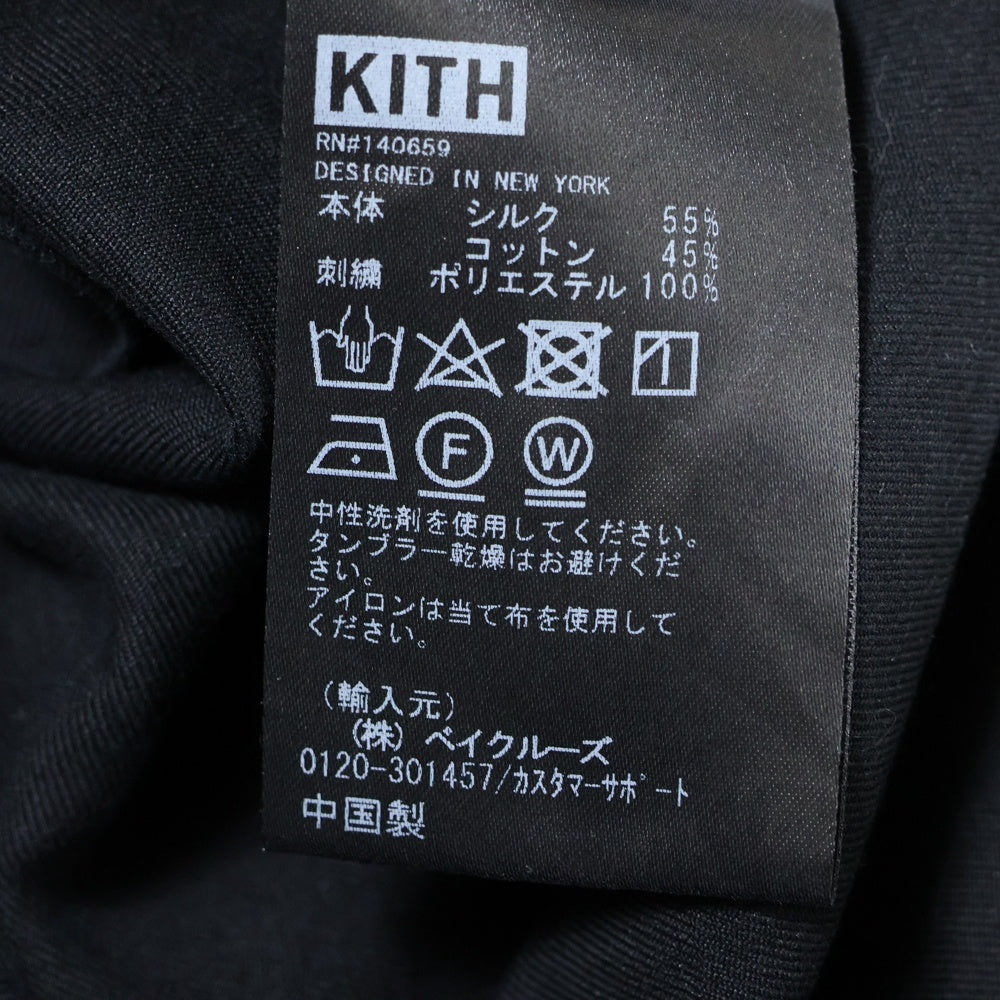 KITH
RN#140659
DESIGNED IN NEW YORK
本体 シルク 55%
コットン 45%
刺繍 ポリエステル 100%
F W
中性洗剤を使用してください。
タンブラー乾燥はお避けくだ
さい。
アイロンは当て布を使用して
ください。
(輸入元)
(株) ベイクルーズ
0120-301457/カスタマーサポート
中国製